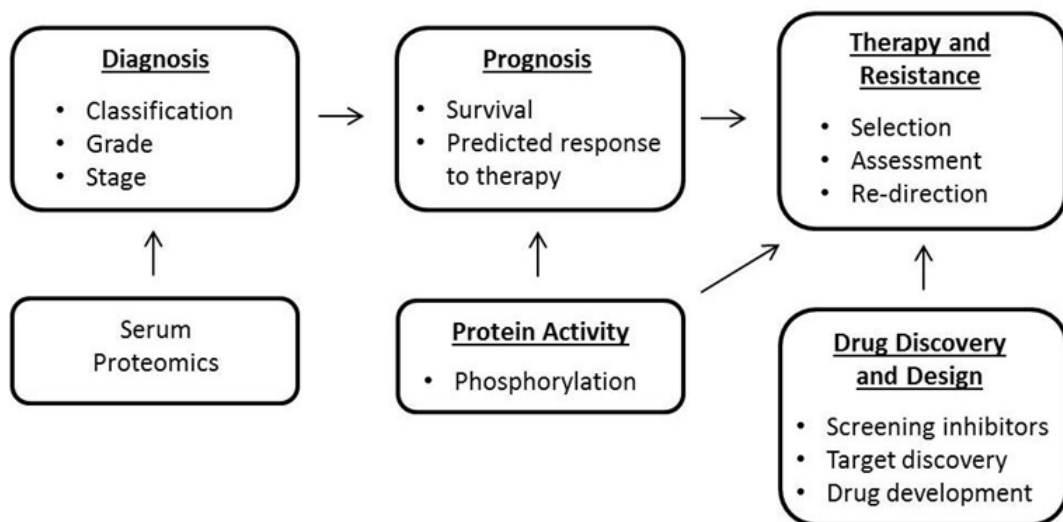 Diagnosis
• Classification
• Grade
• Stage
Prognosis
• Survival
• Predicted response
to therapy
Therapy and
Resistance
• Selection
• Assessment
• Re-direction
Serum
Proteomics
Protein Activity
• Phosphorylation
Drug Discovery
and Design
• Screening inhibitors
• Target discovery
• Drug development